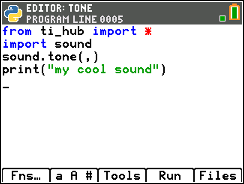 EDITOR: TONE
PROGRAM LINE 0005
from ti_hub import *
import sound
sound.tone(,)
print("my cool sound")
_
Fns… a A # Tools Run Files